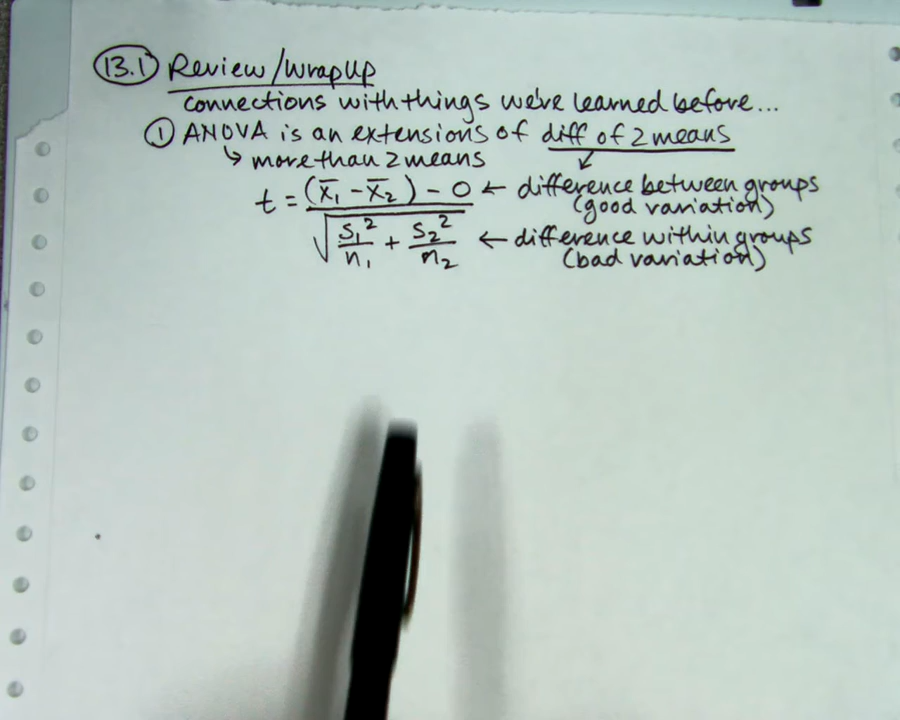 13.1 Review/Wrap Up
connections with things we've learned before...
① ANOVA is an extensions of diff of 2 means
↳ more than 2 means
t = (x̄₁ - x̄₂) - 0 ← difference between groups
(good variation)
√(s₁²/n₁ + s₂²/n₂) ← difference within groups
(bad variation)